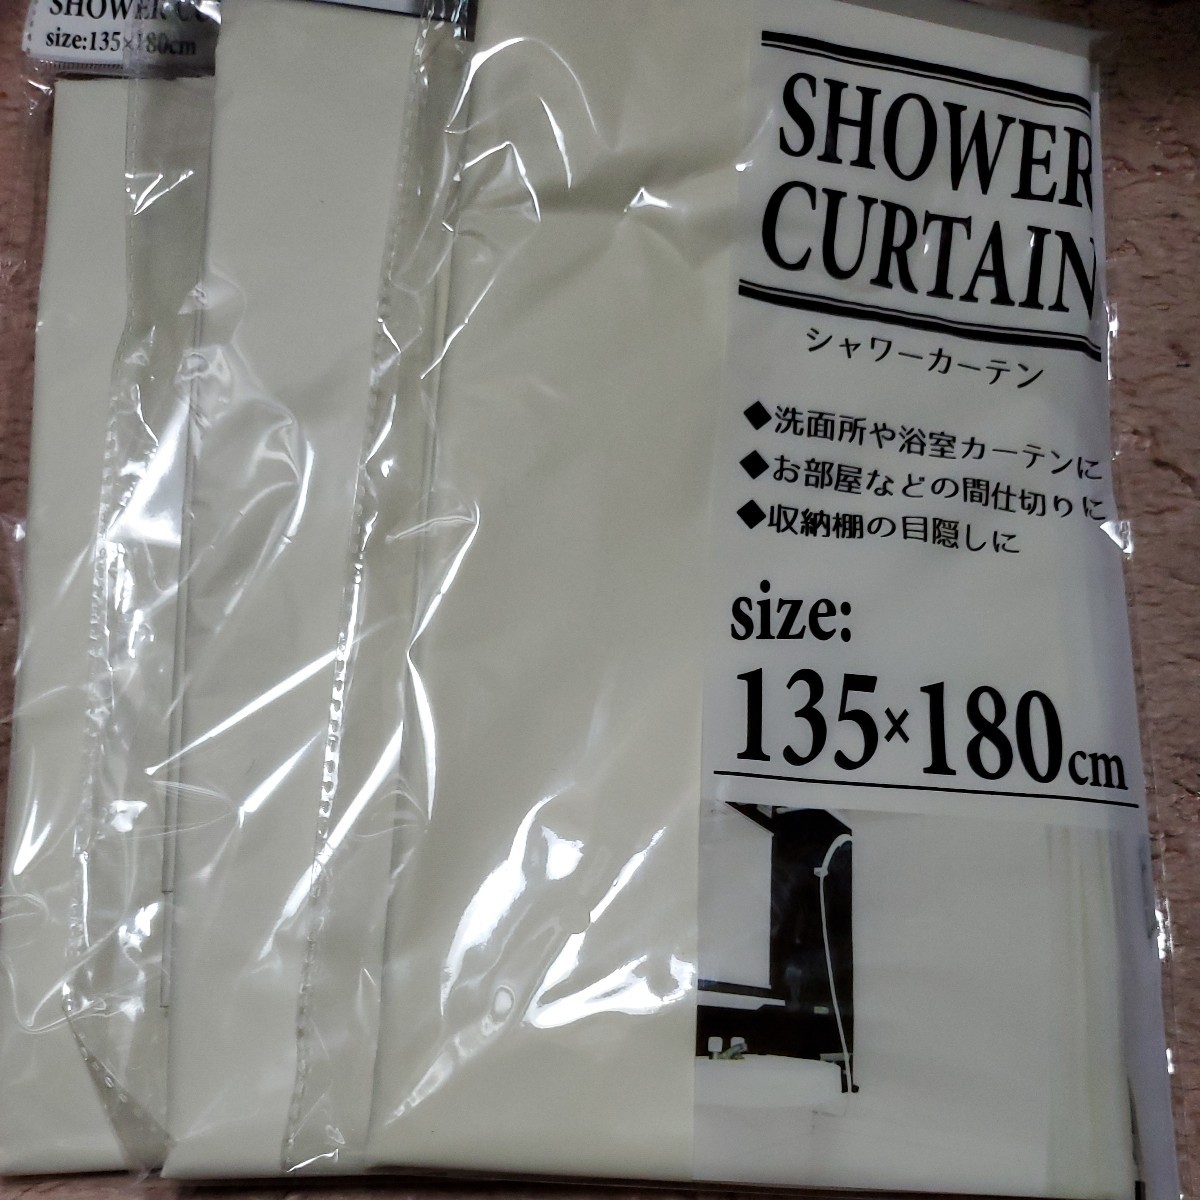 SHOWER CU
size:135×180cm
SHOWER
CURTAIN
シャワーカーテン
◆洗面所や浴室カーテンに
◆お部屋などの間仕切りに
◆収納棚の目隠しに
size:
135×180cm